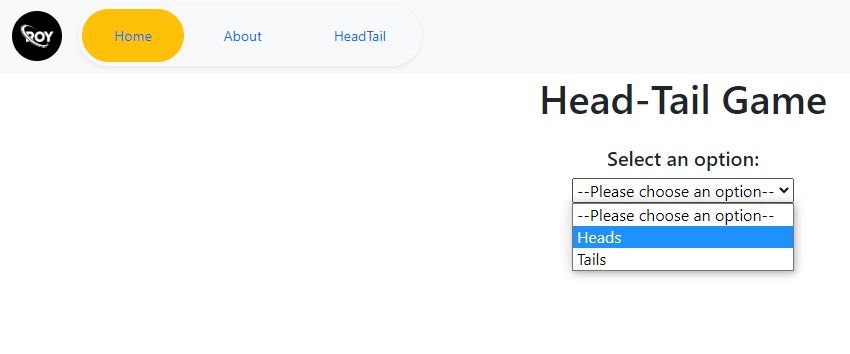 ROY
Home
About
HeadTail
Head-Tail Game
Select an option:
--Please choose an option--
--Please choose an option--
Heads
Tails